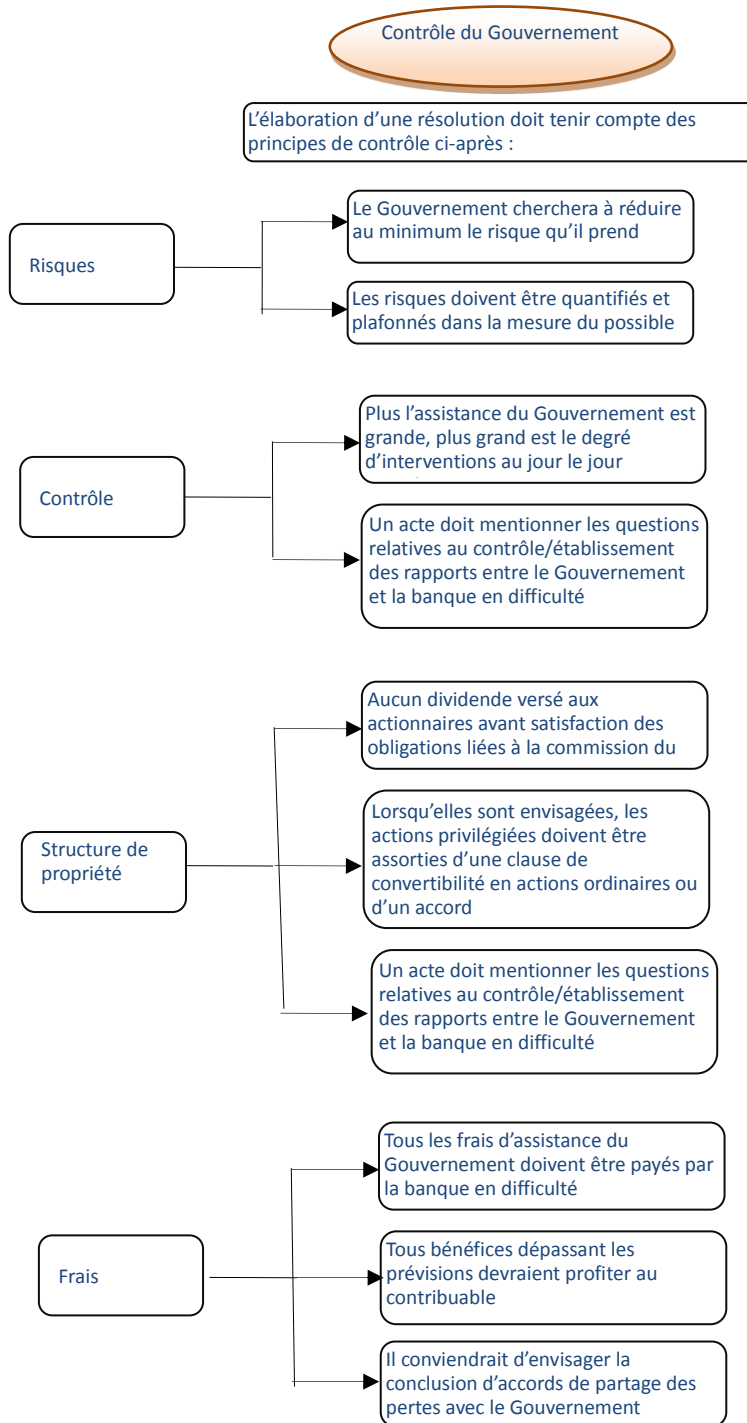 Contrôle du Gouvernement
L’élaboration d’une résolution doit tenir compte des
principes de contrôle ci-après :
Risques
Le Gouvernement cherchera à réduire
au minimum le risque qu’il prend
Les risques doivent être quantifiés et
plafonnés dans la mesure du possible
Contrôle
Plus l’assistance du Gouvernement est
grande, plus grand est le degré
d’interventions au jour le jour
Un acte doit mentionner les questions
relatives au contrôle/établissement
des rapports entre le Gouvernement
et la banque en difficulté
Structure de
propriété
Aucun dividende versé aux
actionnaires avant satisfaction des
obligations liées à la commission du
Lorsqu’elles sont envisagées, les
actions privilégiées doivent être
assorties d’une clause de
convertibilité en actions ordinaires ou
d’un accord
Un acte doit mentionner les questions
relatives au contrôle/établissement
des rapports entre le Gouvernement
et la banque en difficulté
Frais
Tous les frais d’assistance du
Gouvernement doivent être payés par
la banque en difficulté
Tous bénéfices dépassant les
prévisions devraient profiter au
contribuable
Il conviendrait d’envisager la
conclusion d’accords de partage des
pertes avec le Gouvernement